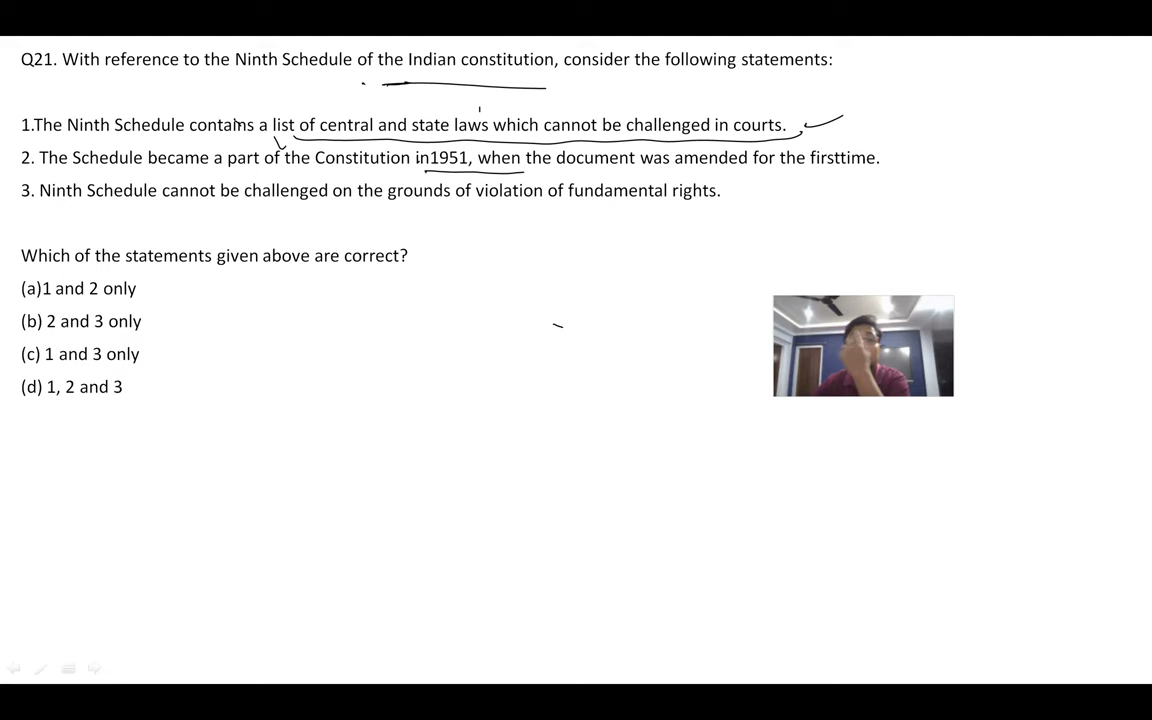 Q21. With reference to the Ninth Schedule of the Indian constitution, consider the following statements:
1.The Ninth Schedule contains a list of central and state laws which cannot be challenged in courts.
2. The Schedule became a part of the Constitution in1951, when the document was amended for the firsttime.
3. Ninth Schedule cannot be challenged on the grounds of violation of fundamental rights.
Which of the statements given above are correct?
(a)1 and 2 only
(b) 2 and 3 only
(c) 1 and 3 only
(d) 1, 2 and 3